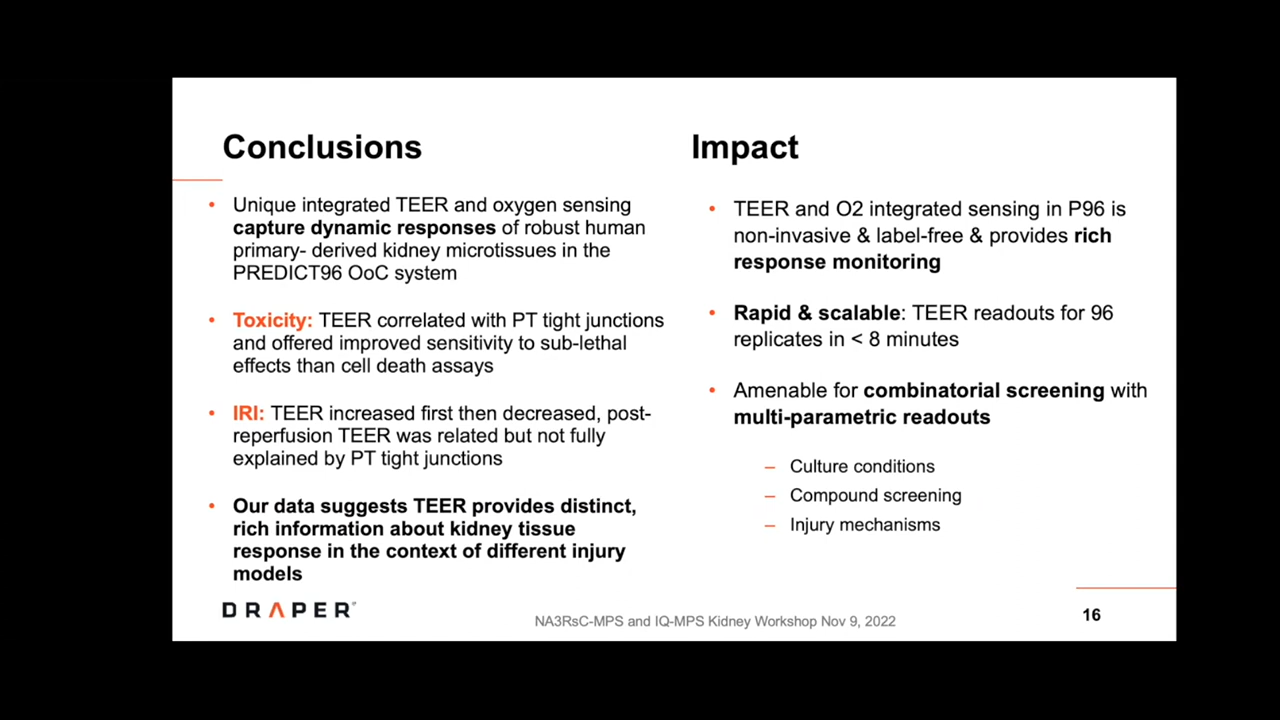 Conclusions
Unique integrated TEER and oxygen sensing
capture dynamic responses of robust human
primary- derived kidney microtissues in the
PREDICT96 OoC system
Toxicity: TEER correlated with PT tight junctions
and offered improved sensitivity to sub-lethal
effects than cell death assays
IRI: TEER increased first then decreased, post-
reperfusion TEER was related but not fully
explained by PT tight junctions
Our data suggests TEER provides distinct,
rich information about kidney tissue
response in the context of different injury
models
Impact
TEER and O2 integrated sensing in P96 is
non-invasive & label-free & provides rich
response monitoring
Rapid & scalable: TEER readouts for 96
replicates in < 8 minutes
Amenable for combinatorial screening with
multi-parametric readouts
– Culture conditions
– Compound screening
– Injury mechanisms
DRAPER
NA3RsC-MPS and IQ-MPS Kidney Workshop Nov 9, 2022
16